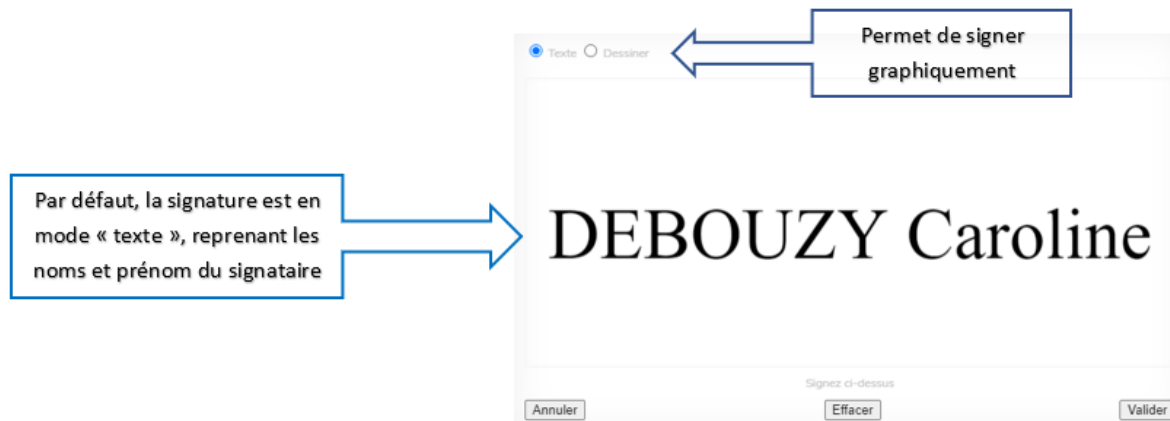 Permet de signer
graphiquement
Texte Dessiner
Par défaut, la signature est en
mode « texte », reprenant les
noms et prénom du signataire
DEBOUZY Caroline
Signez ci-dessus
Annuler Effacer Valider